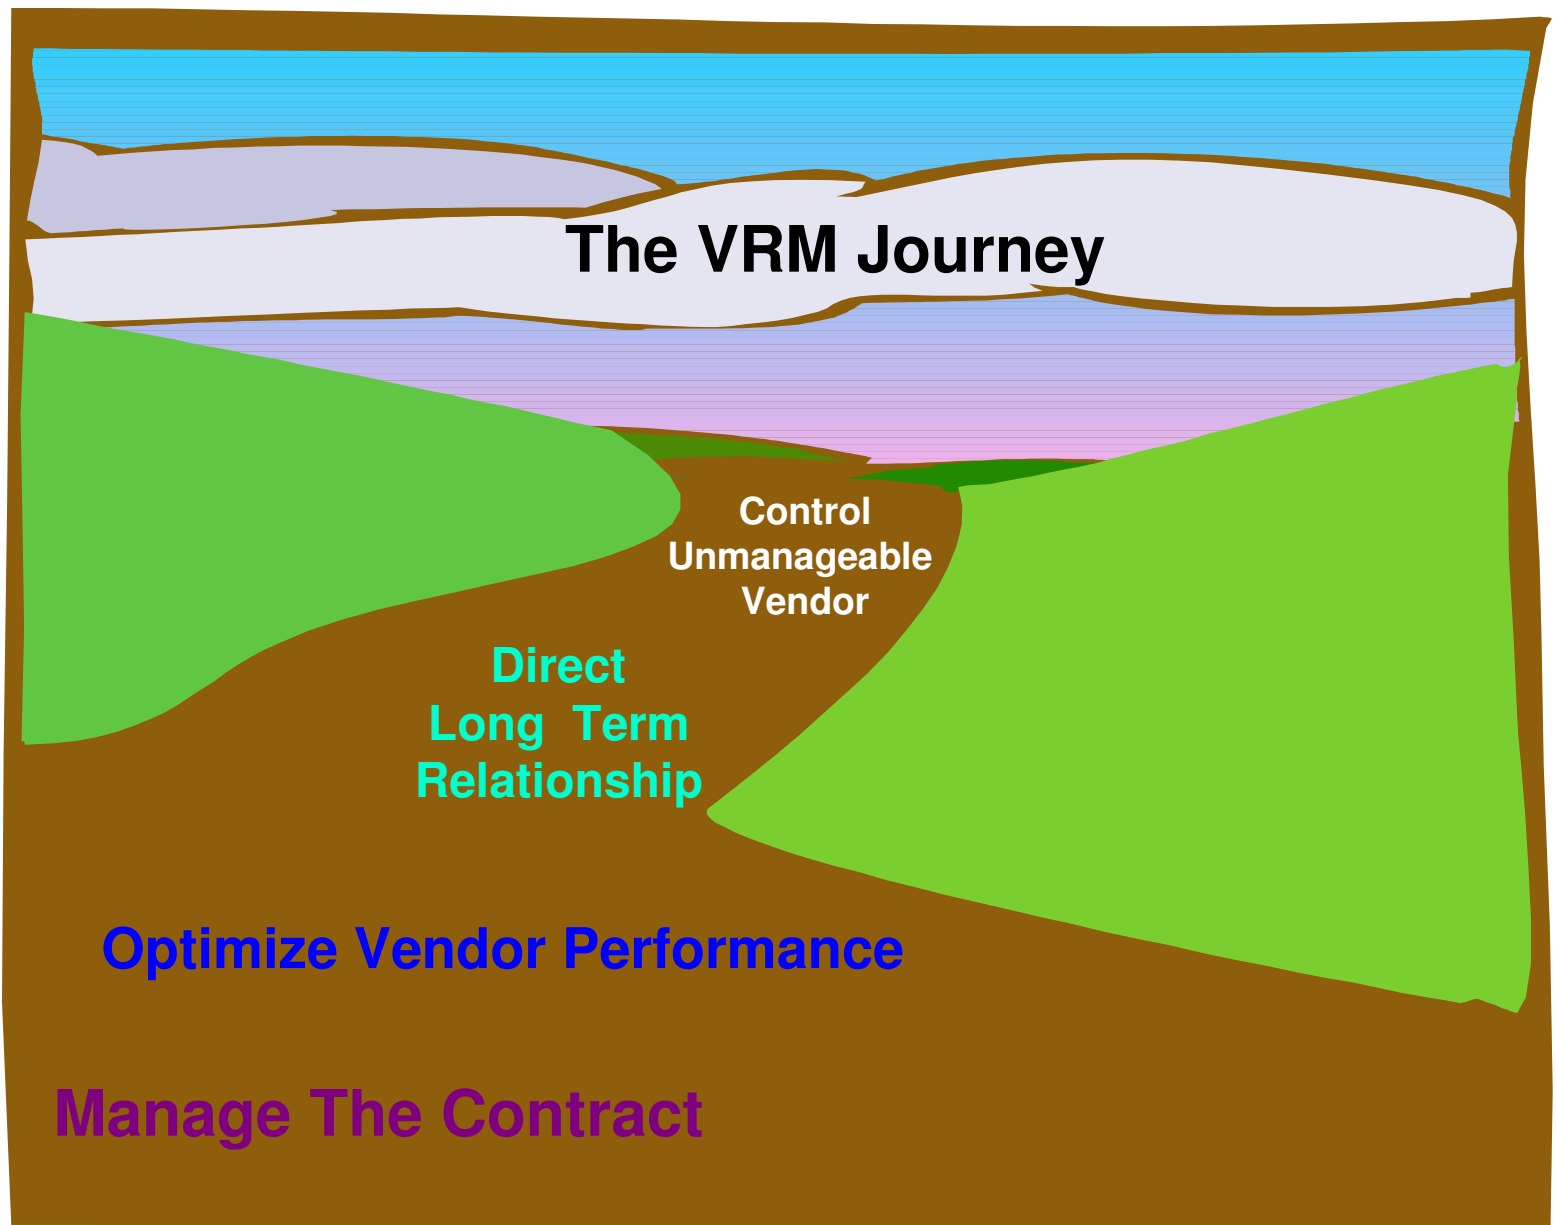 The VRM Journey
Control
Unmanageable
Vendor
Direct
Long Term
Relationship
Optimize Vendor Performance
Manage The Contract